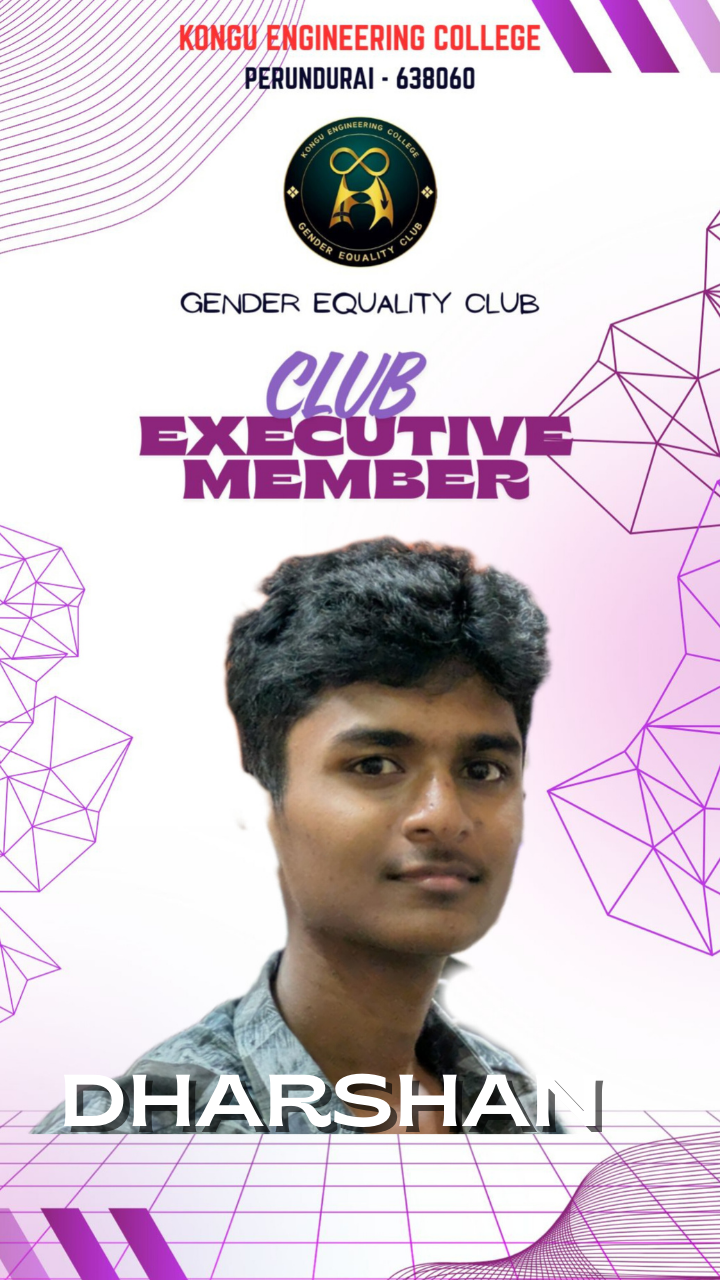 KONGU ENGINEERING COLLEGE
PERUNDURAI - 638060
KONGU ENGINEERING COLLEGE
GENDER EQUALITY CLUB
GENDER EQUALITY CLUB
CLUB
EXECUTIVE
MEMBER
DHARSHAN